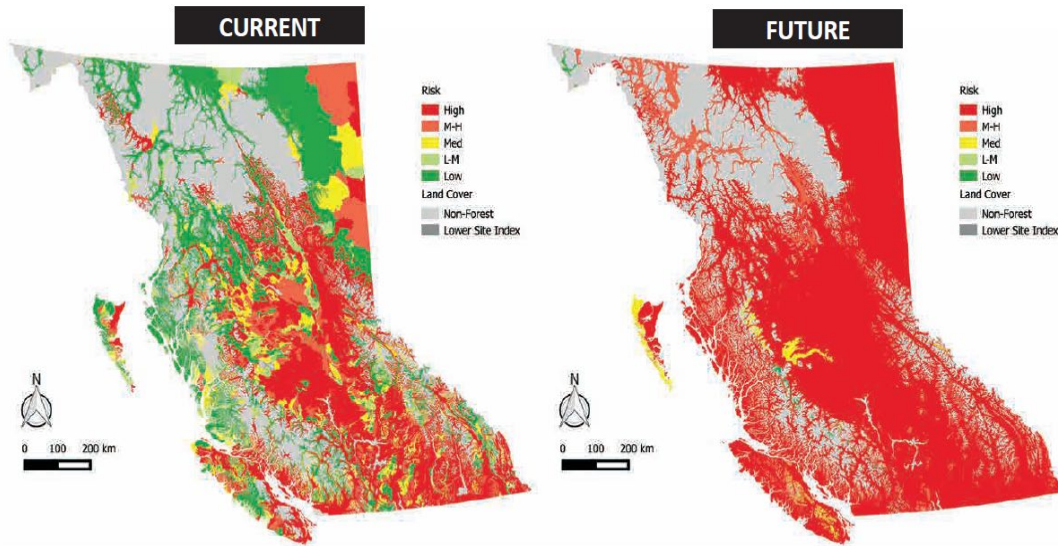 CURRENT
Risk
High
M-H
Med
L-M
Low
Land Cover
Non-Forest
Lower Site Index
N
0 100 200 km
FUTURE
Risk
High
M-H
Med
L-M
Low
Land Cover
Non-Forest
Lower Site Index
N
0 100 200 km